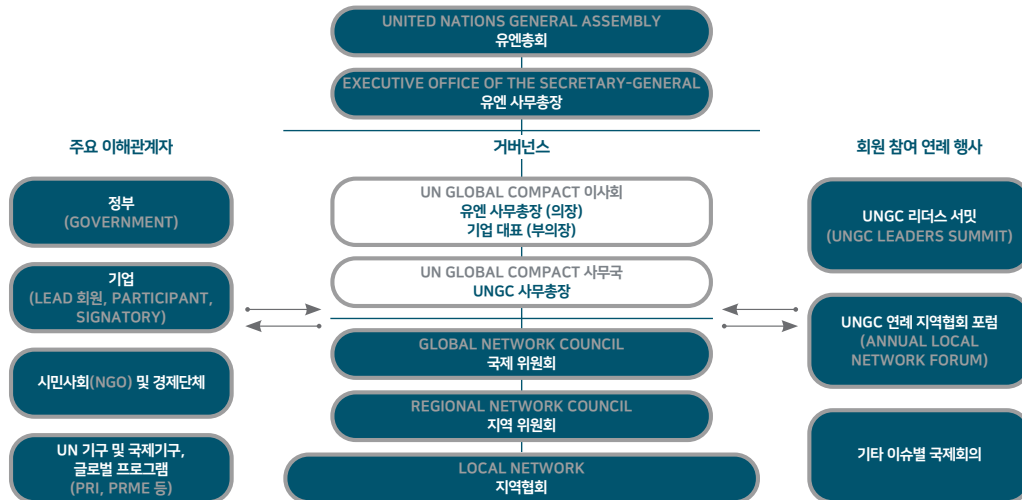 UNITED NATIONS GENERAL ASSEMBLY
유엔총회
EXECUTIVE OFFICE OF THE SECRETARY-GENERAL
유엔 사무총장
주요 이해관계자
정부
(GOVERNMENT)
기업
(LEAD 회원, PARTICIPANT,
SIGNATORY)
시민사회(NGO) 및 경제단체
UN 기구 및 국제기구,
글로벌 프로그램
(PRI, PRME 등)
거버넌스
UN GLOBAL COMPACT 이사회
유엔 사무총장 (의장)
기업 대표 (부의장)
UN GLOBAL COMPACT 사무국
UNGC 사무총장
GLOBAL NETWORK COUNCIL
국제 위원회
REGIONAL NETWORK COUNCIL
지역 위원회
LOCAL NETWORK
지역협회
회원 참여 연례 행사
UNGC 리더스 서밋
(UNGC LEADERS SUMMIT)
UNGC 연례 지역협회 포럼
(ANNUAL LOCAL
NETWORK FORUM)
기타 이슈별 국제회의